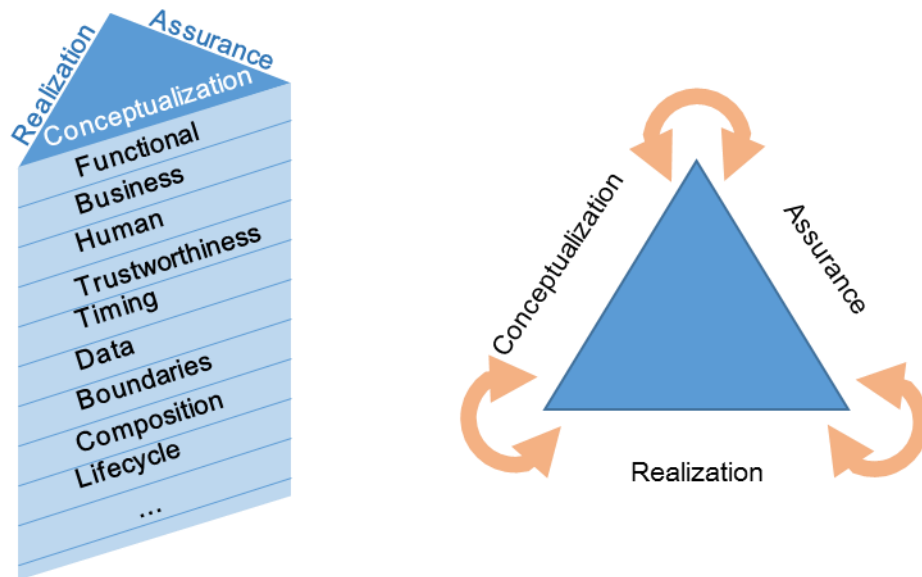 Realization
Assurance
Conceptualization
Functional
Business
Human
Trustworthiness
Timing
Data
Boundaries
Composition
Lifecycle
...
Conceptualization
Assurance
Realization